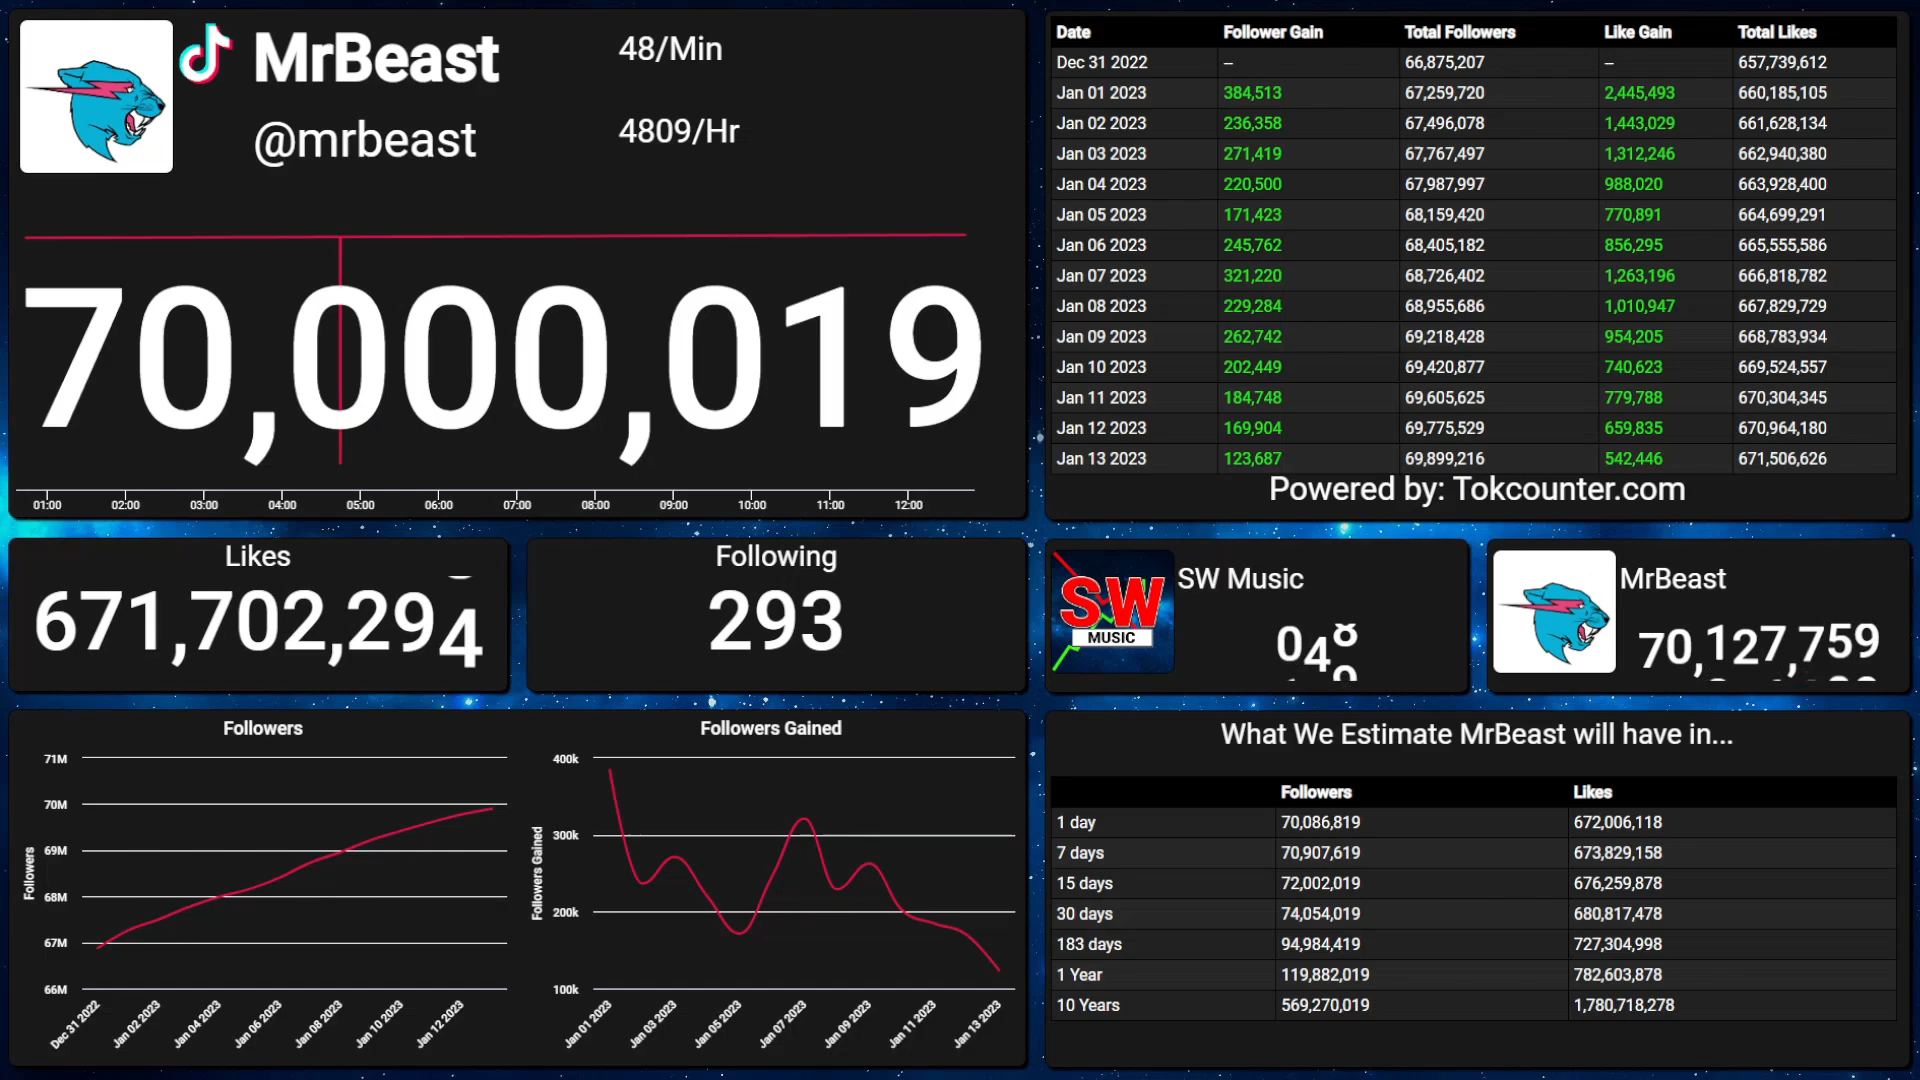 MrBeast
@mrbeast
48/Min
4809/Hr
70,000,019
01:00 02:00 03:00 04:00 05:00 06:00 07:00 08:00 09:00 10:00 11:00 12:00
Date Follower Gain Total Followers Like Gain Total Likes
Dec 31 2022 – 66,875,207 – 657,739,612
Jan 01 2023 384,513 67,259,720 2,445,493 660,185,105
Jan 02 2023 236,358 67,496,078 1,443,029 661,628,134
Jan 03 2023 271,419 67,767,497 1,312,246 662,940,380
Jan 04 2023 220,500 67,987,997 988,020 663,928,400
Jan 05 2023 171,423 68,159,420 770,891 664,699,291
Jan 06 2023 245,762 68,405,182 856,295 665,555,586
Jan 07 2023 321,220 68,726,402 1,263,196 666,818,782
Jan 08 2023 229,284 68,955,686 1,010,947 667,829,729
Jan 09 2023 262,742 69,218,428 954,205 668,783,934
Jan 10 2023 202,449 69,420,877 740,623 669,524,557
Jan 11 2023 184,748 69,605,625 779,788 670,304,345
Jan 12 2023 169,904 69,775,529 659,835 670,964,180
Jan 13 2023 123,687 69,899,216 542,446 671,506,626
Powered by: Tokcounter.com
Likes
671,702,294
Following
293
SW
MUSIC
SW Music
MrBeast
70,127,759
Followers
71M
70M
69M
68M
67M
66M
Followers
Dec 31 2022 Jan 02 2023 Jan 04 2023 Jan 06 2023 Jan 08 2023 Jan 10 2023 Jan 12 2023
Followers Gained
400k
300k
200k
100k
Followers Gained
Jan 01 2023 Jan 03 2023 Jan 05 2023 Jan 07 2023 Jan 09 2023 Jan 11 2023 Jan 13 2023
What We Estimate MrBeast will have in...
Followers Likes
1 day 70,086,819 672,006,118
7 days 70,907,619 673,829,158
15 days 72,002,019 676,259,878
30 days 74,054,019 680,817,478
183 days 94,984,419 727,304,998
1 Year 119,882,019 782,603,878
10 Years 569,270,019 1,780,718,278